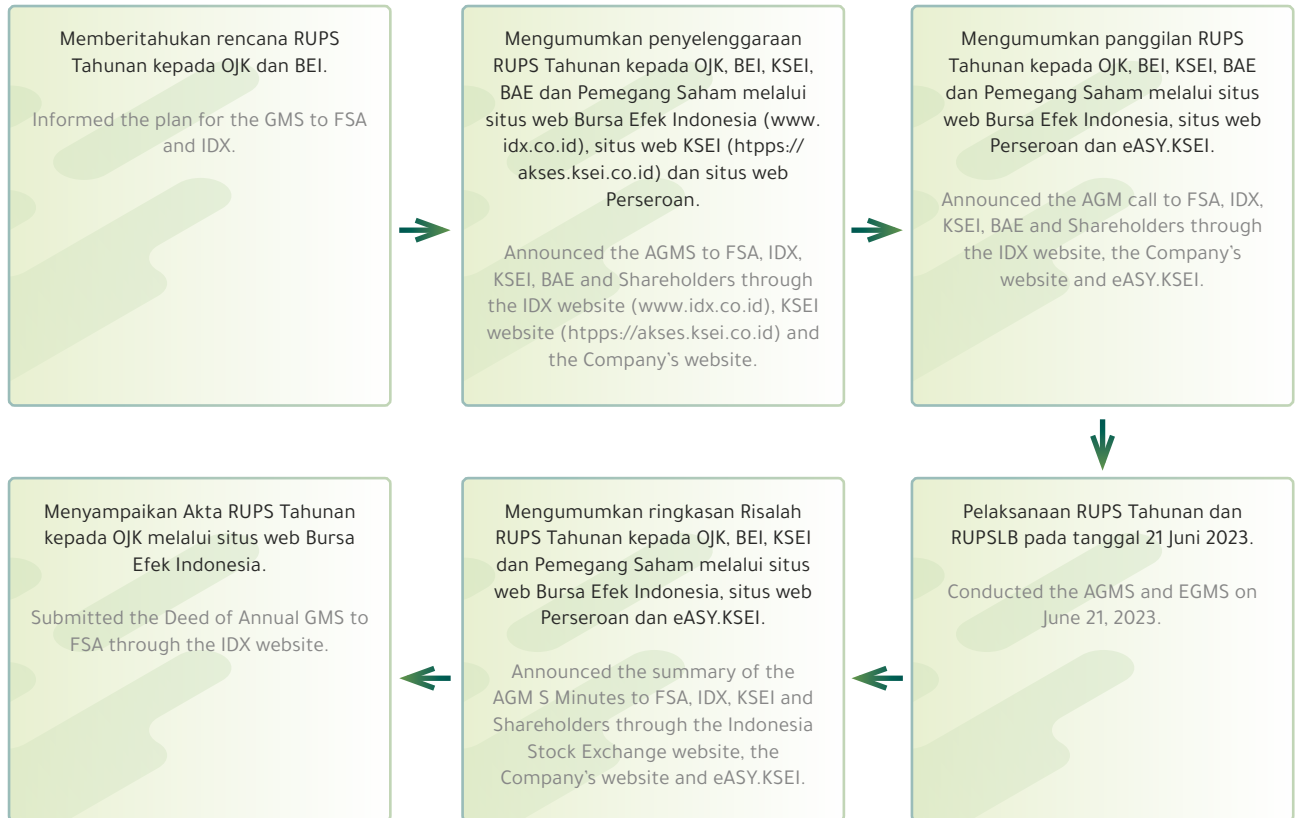 Memberitahukan rencana RUPS
Tahunan kepada OJK dan BEI.
Informed the plan for the GMS to FSA
and IDX.
Mengumumkan penyelenggaraan
RUPS Tahunan kepada OJK, BEI, KSEI,
BAE dan Pemegang Saham melalui
situs web Bursa Efek Indonesia (www.
idx.co.id), situs web KSEI (htpps://
akses.ksei.co.id) dan situs web
Perseroan.
Announced the AGMS to FSA, IDX,
KSEI, BAE and Shareholders through
the IDX website (www.idx.co.id), KSEI
website (htpps://akses.ksei.co.id) and
the Company’s website.
Mengumumkan panggilan RUPS
Tahunan kepada OJK, BEI, KSEI, BAE
dan Pemegang Saham melalui situs
web Bursa Efek Indonesia, situs web
Perseroan dan eASY.KSEI.
Announced the AGM call to FSA, IDX,
KSEI, BAE and Shareholders through
the IDX website, the Company’s
website and eASY.KSEI.
Pelaksanaan RUPS Tahunan dan
RUPSLB pada tanggal 21 Juni 2023.
Conducted the AGMS and EGMS on
June 21, 2023.
Mengumumkan ringkasan Risalah
RUPS Tahunan kepada OJK, BEI, KSEI
dan Pemegang Saham melalui situs
web Bursa Efek Indonesia, situs web
Perseroan dan eASY.KSEI.
Announced the summary of the
AGM S Minutes to FSA, IDX, KSEI and
Shareholders through the Indonesia
Stock Exchange website, the
Company’s website and eASY.KSEI.
Menyampaikan Akta RUPS Tahunan
kepada OJK melalui situs web Bursa
Efek Indonesia.
Submitted the Deed of Annual GMS to
FSA through the IDX website.